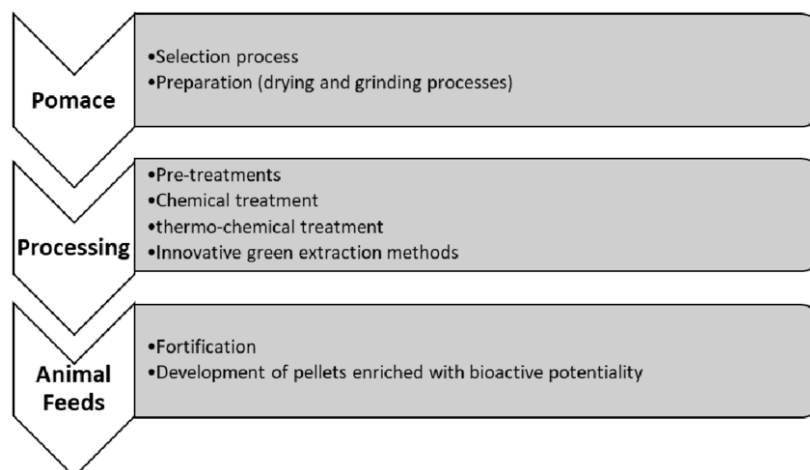 Pomace
•Selection process
•Preparation (drying and grinding processes)
Processing
•Pre-treatments
•Chemical treatment
•thermo-chemical treatment
•Innovative green extraction methods
Animal
Feeds
•Fortification
•Development of pellets enriched with bioactive potentiality